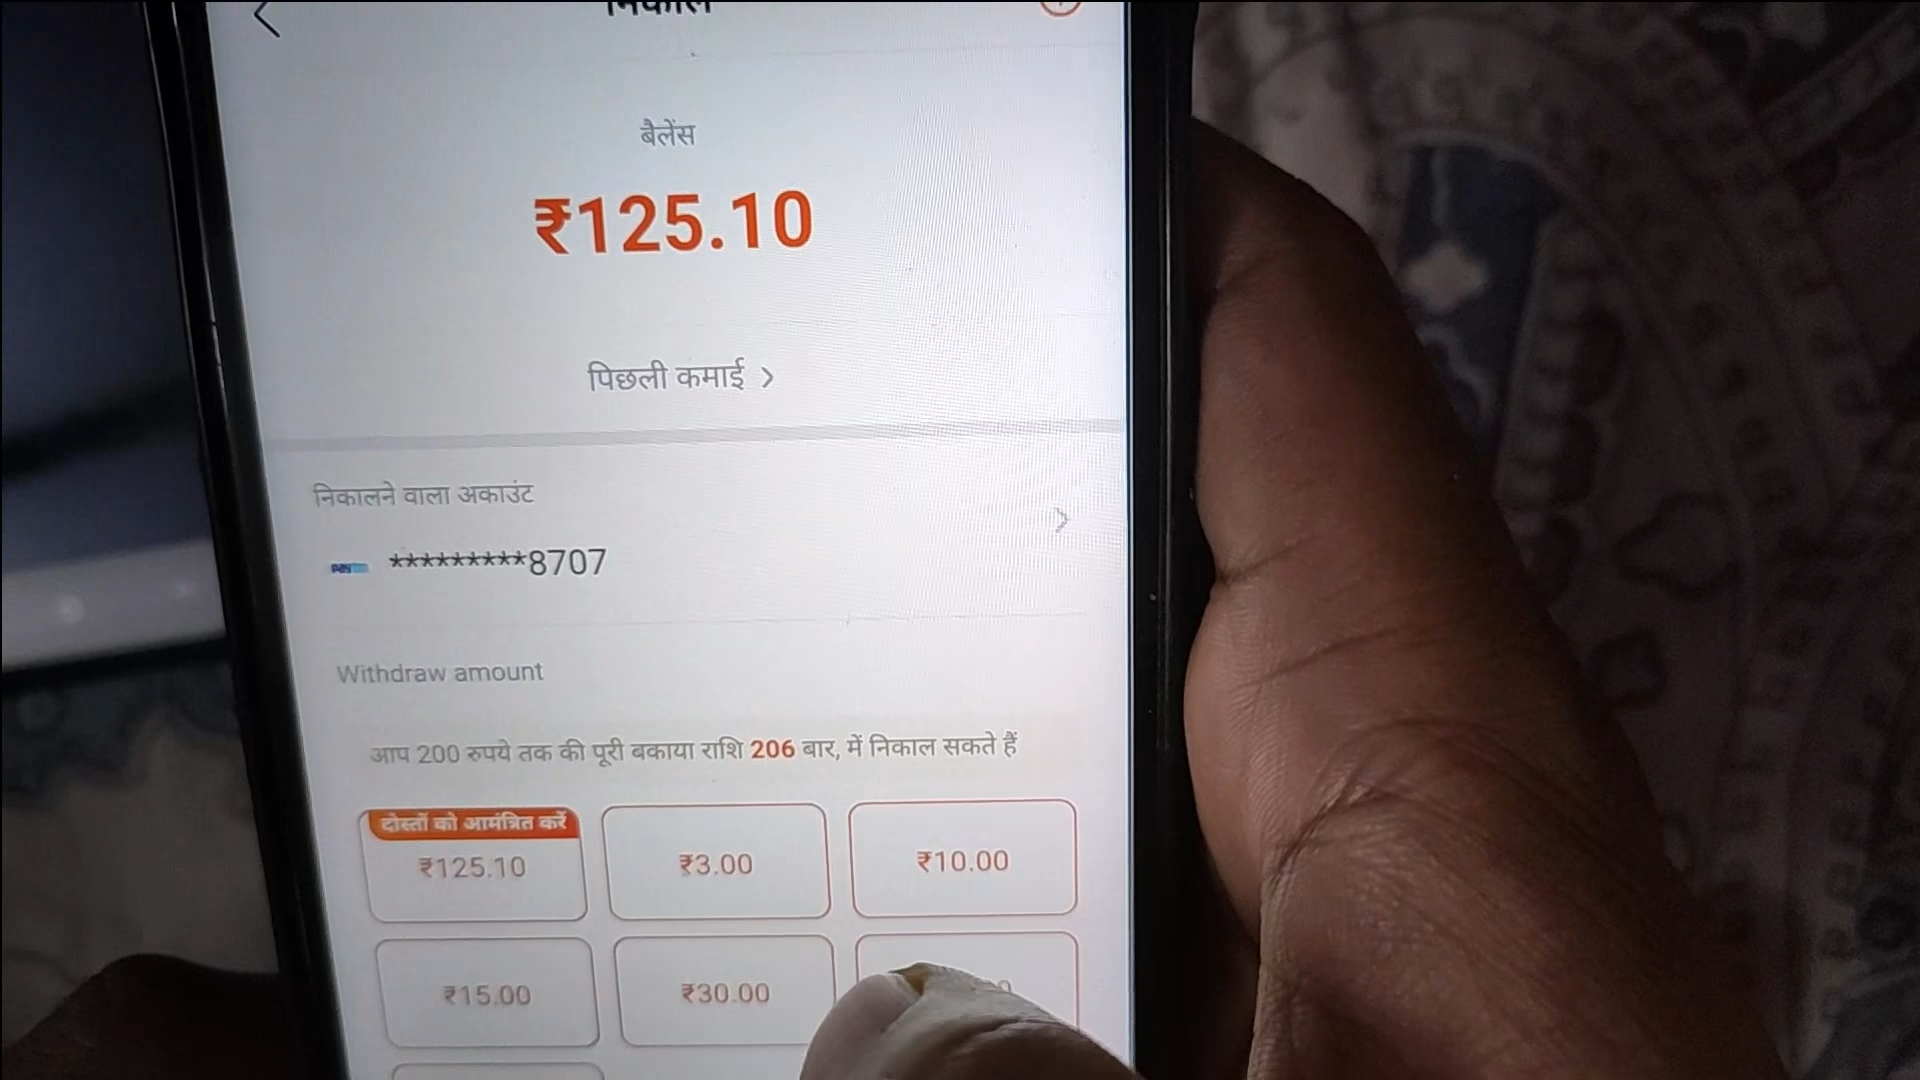 निकालें
बैलेंस
₹125.10
पिछली कमाई >
निकालने वाला अकाउंट
paytm *********8707
Withdraw amount
आप 200 रुपये तक की पूरी बकाया राशि 206 बार, में निकाल सकते हैं
दोस्तों को आमंत्रित करें
₹125.10 ₹3.00 ₹10.00
₹15.00 ₹30.00